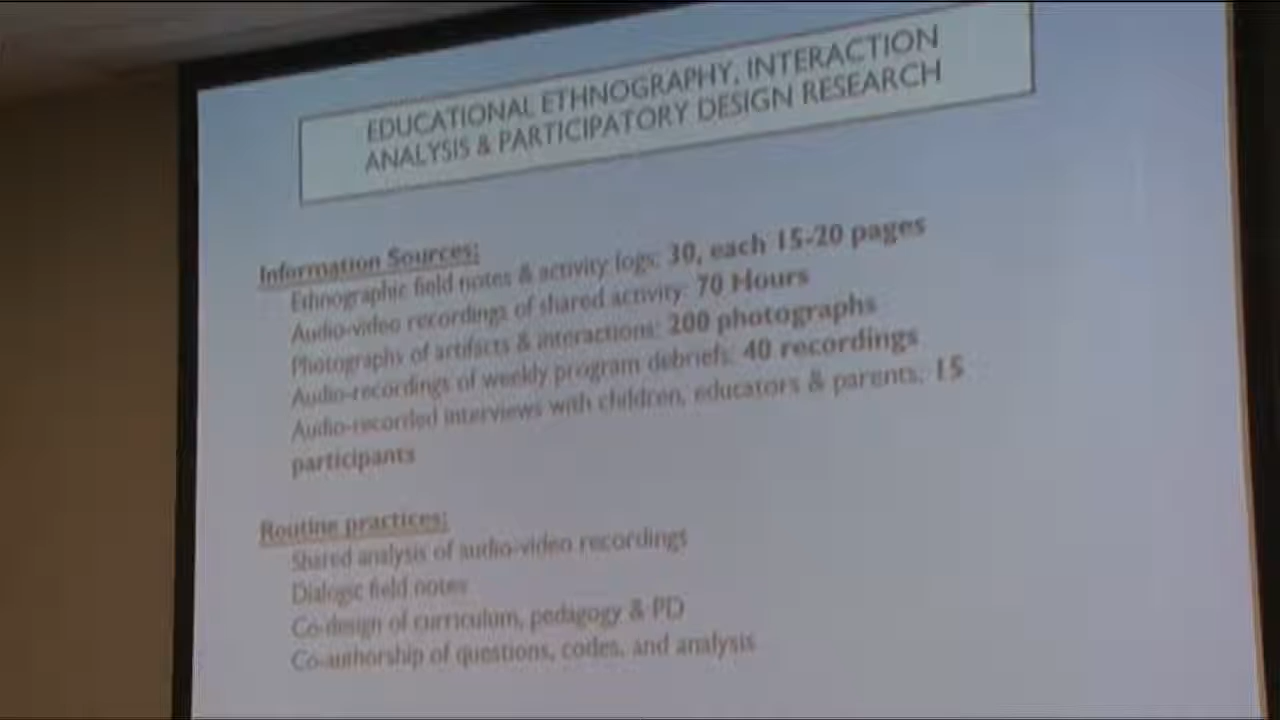 EDUCATIONAL ETHNOGRAPHY, INTERACTION
ANALYSIS & PARTICIPATORY DESIGN RESEARCH
Information Sources:
Ethnographic field notes & activity logs: 30, each 15-20 pages
Audio-video recordings of shared activity: 70 Hours
Photographs of artifacts & interactions: 200 photographs
Audio-recordings of weekly program debriefs: 40 recordings
Audio-recorded interviews with children, educators & parents: 15
participants
Routine practices:
Shared analysis of audio-video recordings
Dialogic field notes
Co-design of curriculum, pedagogy & PD
Co-authorship of questions, codes, and analysis